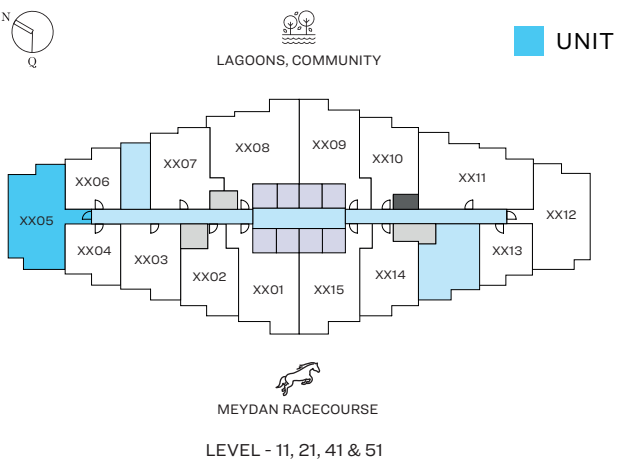 N
Q
LAGOONS, COMMUNITY
UNIT
XX08
XX09
XX07
XX10
XX06
XX11
XX05
XX12
XX04
XX03
XX02
XX01
XX15
XX14
XX13
MEYDAN RACECOURSE
LEVEL - 11, 21, 41 & 51